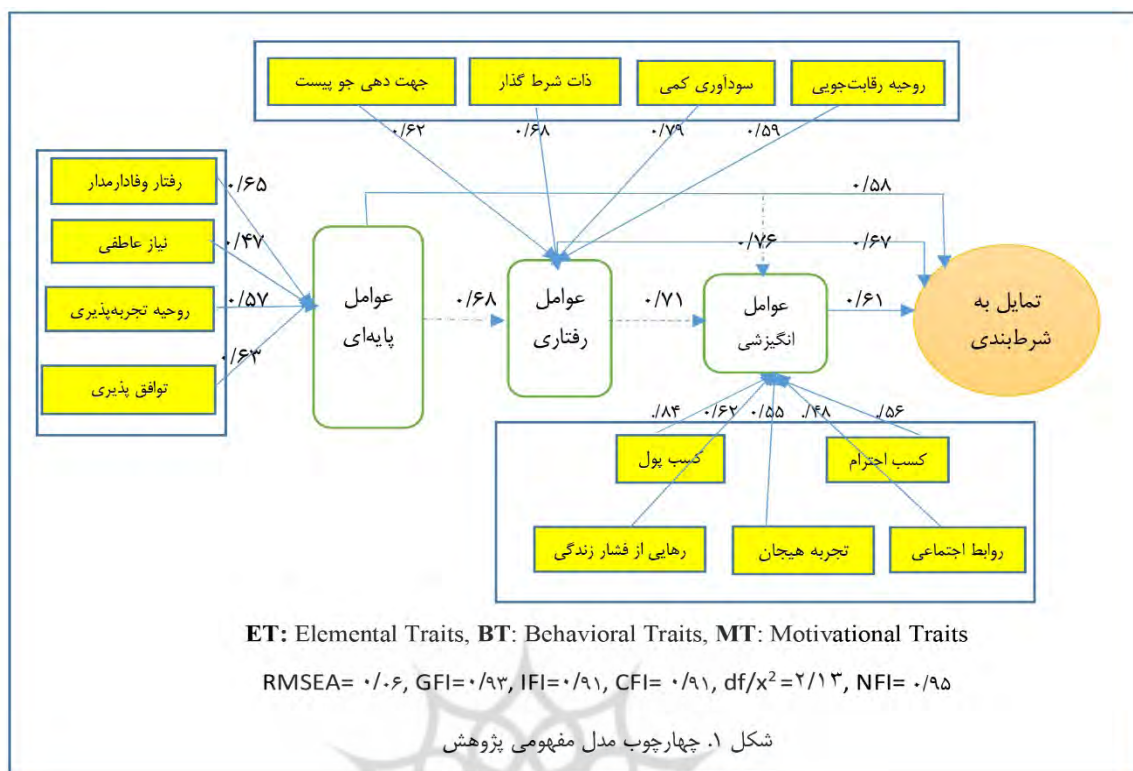 جهت دهی جو پیست
ذات شرط گذار
سودآوری کمی
روحیه رقابت‌جویی
۰/۶۲
۰/۶۸
۰/۷۹
۰/۵۹
رفتار وفادارمدار
نیاز عاطفی
روحیه تجربه‌پذیری
توافق پذیری
۰/۶۵
۰/۴۷
۰/۵۷
۰/۶۳
عوامل
پایه‌ای
۰/۶۸
عوامل
رفتاری
۰/۷۱
عوامل
انگیزشی
۰/۵۸
۰/۷۶
۰/۶۷
۰/۶۱
تمایل به
شرط‌بندی
./۸۴
۰/۶۲
۰/۵۵
./۴۸
./۵۶
کسب پول
کسب احترام
رهایی از فشار زندگی
تجربه هیجان
روابط اجتماعی
ET: Elemental Traits, BT: Behavioral Traits, MT: Motivational Traits
RMSEA= ۰/۰۶, GFI=۰/۹۳, IFI=۰/۹۱, CFI= ۰/۹۱, df/x²=۲/۱۳, NFI= ۰/۹۵
شکل ۱. چهارچوب مدل مفهومی پژوهش